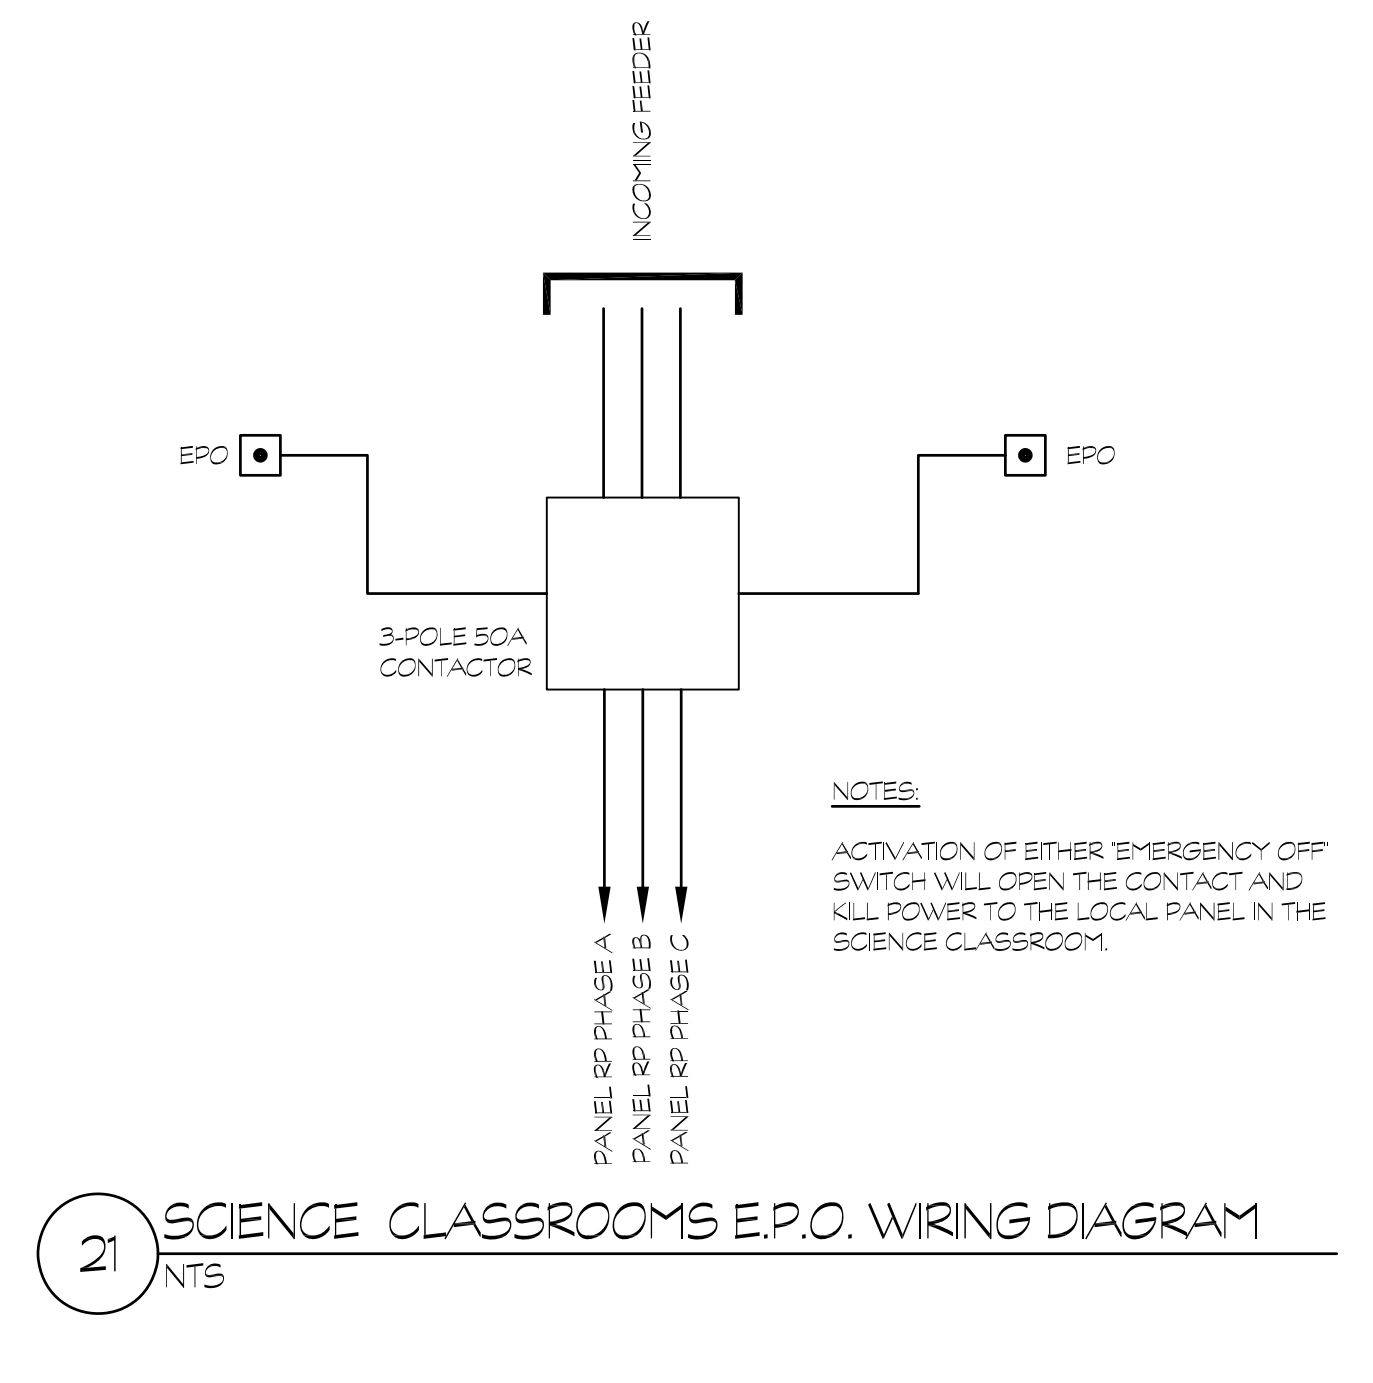 INCOMING FEEDER
EPO
EPO
3-POLE 50A
CONTACTOR
NOTES:
ACTIVATION OF EITHER "EMERGENCY OFF"
SWITCH WILL OPEN THE CONTACT AND
KILL POWER TO THE LOCAL PANEL IN THE
SCIENCE CLASSROOM.
PANEL RP PHASE A
PANEL RP PHASE B
PANEL RP PHASE C
21
SCIENCE CLASSROOMS E.P.O. WIRING DIAGRAM
NTS